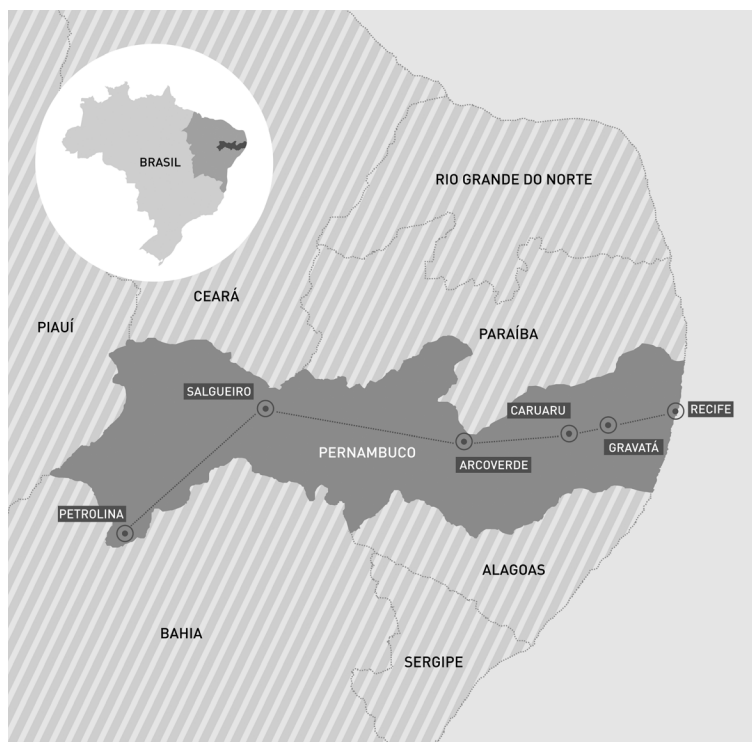 BRASIL
RIO GRANDE DO NORTE
CEARÁ
PIAUÍ
PARAÍBA
SALGUEIRO
CARUARU
RECIFE
PERNAMBUCO
GRAVATÁ
ARCOVERDE
PETROLINA
ALAGOAS
BAHIA
SERGIPE